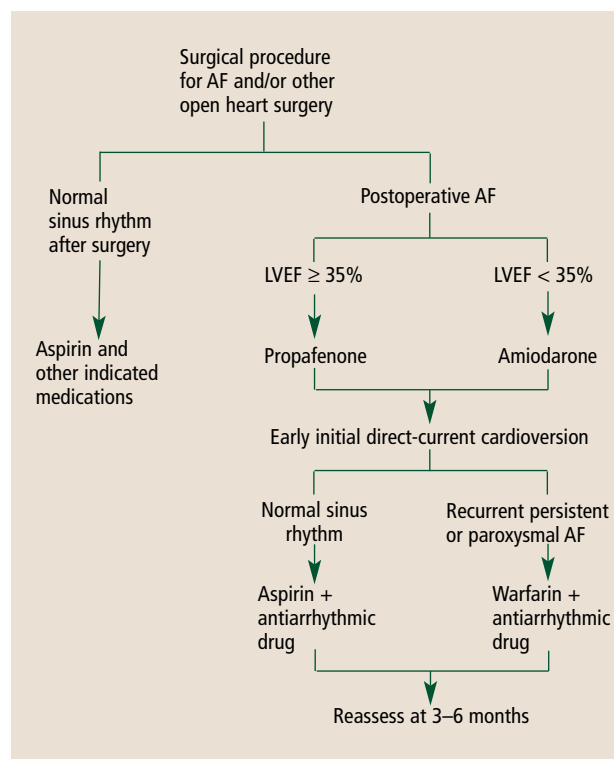 Surgical procedure
for AF and/or other
open heart surgery
Normal
sinus rhythm
after surgery
Postoperative AF
LVEF ≥ 35%
LVEF < 35%
Aspirin and
other indicated
medications
Propafenone
Amiodarone
Early initial direct-current cardioversion
Normal sinus
rhythm
Recurrent persistent
or paroxysmal AF
Aspirin +
antiarrhythmic
drug
Warfarin +
antiarrhythmic
drug
Reassess at 3–6 months